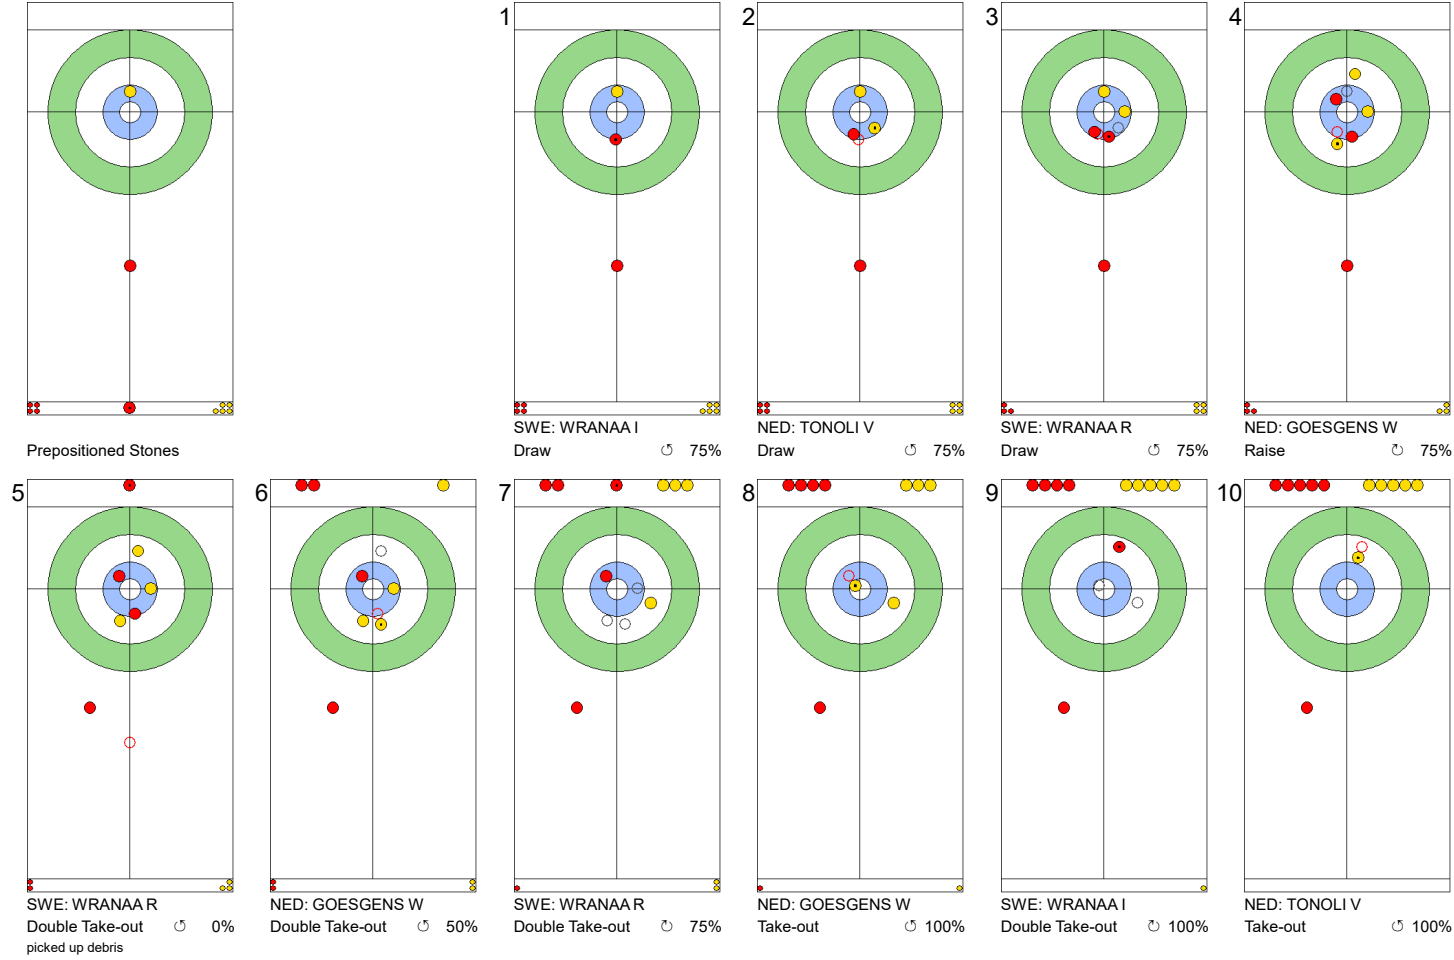 1
2
3
4
Prepositioned Stones
SWE: WRANAA I
Draw 75%
NED: TONOLI V
Draw 75%
SWE: WRANAA R
Draw 75%
NED: GOESGENS W
Raise 75%
5
6
7
8
9
10
SWE: WRANAA R
Double Take-out 0%
picked up debris
NED: GOESGENS W
Double Take-out 50%
SWE: WRANAA R
Double Take-out 75%
NED: GOESGENS W
Take-out 100%
SWE: WRANAA I
Double Take-out 100%
NED: TONOLI V
Take-out 100%